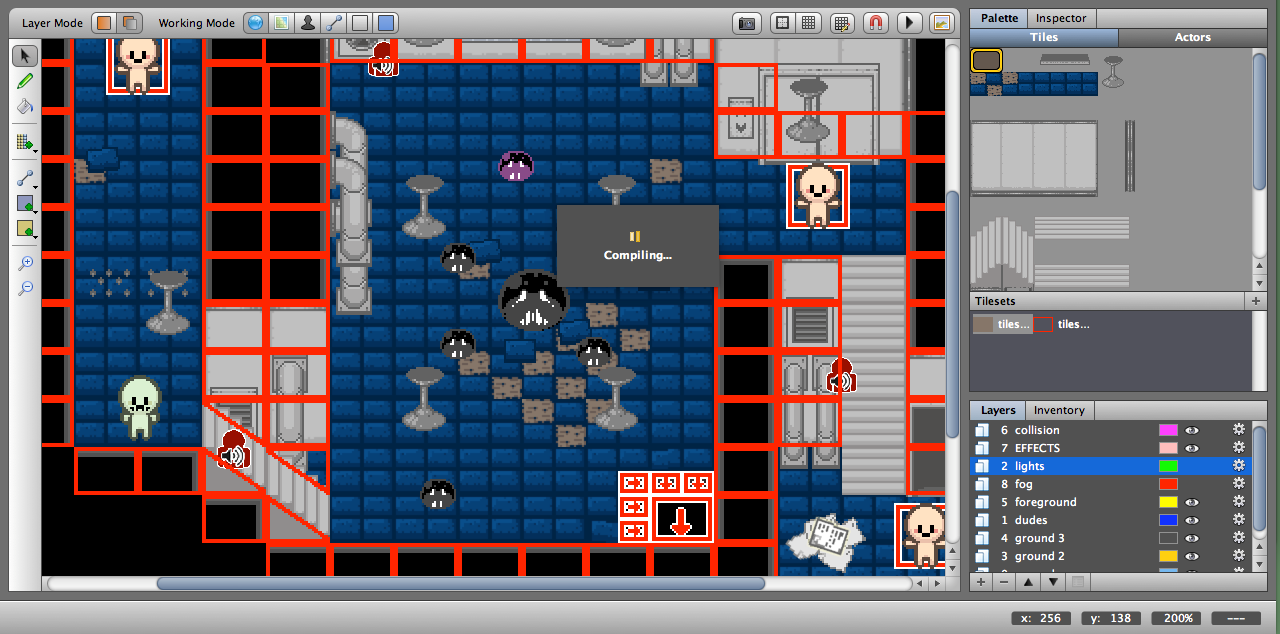 Layer Mode
Working Mode
Palette
Inspector
Tiles
Actors
Compiling...
Tilesets
+
tiles...
tiles...
Layers
Inventory
6 collision
7 EFFECTS
2 lights
8 fog
5 foreground
1 dudes
4 ground 3
3 ground 2
x: 256
y: 138
200%
---